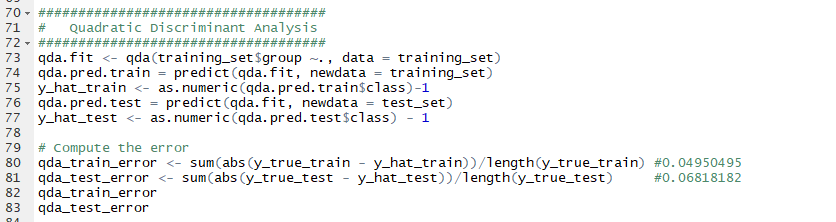 70 ####################################
71 #   Quadratic Discriminant Analysis
72 ####################################
73 qda.fit <- qda(training_set$group ~., data = training_set)
74 qda.pred.train = predict(qda.fit, newdata = training_set)
75 y_hat_train <- as.numeric(qda.pred.train$class)-1
76 qda.pred.test = predict(qda.fit, newdata = test_set)
77 y_hat_test <- as.numeric(qda.pred.test$class) - 1
78
79 # Compute the error
80 qda_train_error <- sum(abs(y_true_train - y_hat_train))/length(y_true_train) #0.04950495
81 qda_test_error <- sum(abs(y_true_test - y_hat_test))/length(y_true_test)     #0.06818182
82 qda_train_error
83 qda_test_error